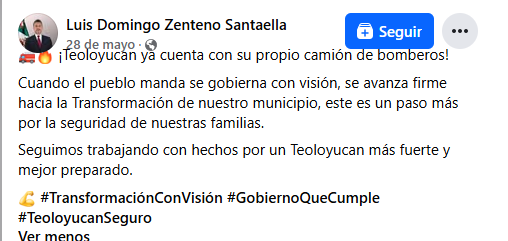 Luis Domingo Zenteno Santaella
28 de mayo ·
Seguir
🚒🔥 ¡Teoloyucan ya cuenta con su propio camión de bomberos!
Cuando el pueblo manda se gobierna con visión, se avanza firme
hacia la Transformación de nuestro municipio, este es un paso más
por la seguridad de nuestras familias.
Seguimos trabajando con hechos por un Teoloyucan más fuerte y
mejor preparado.
💪 #TransformaciónConVisión #GobiernoQueCumple
#TeoloyucanSeguro
Ver menos